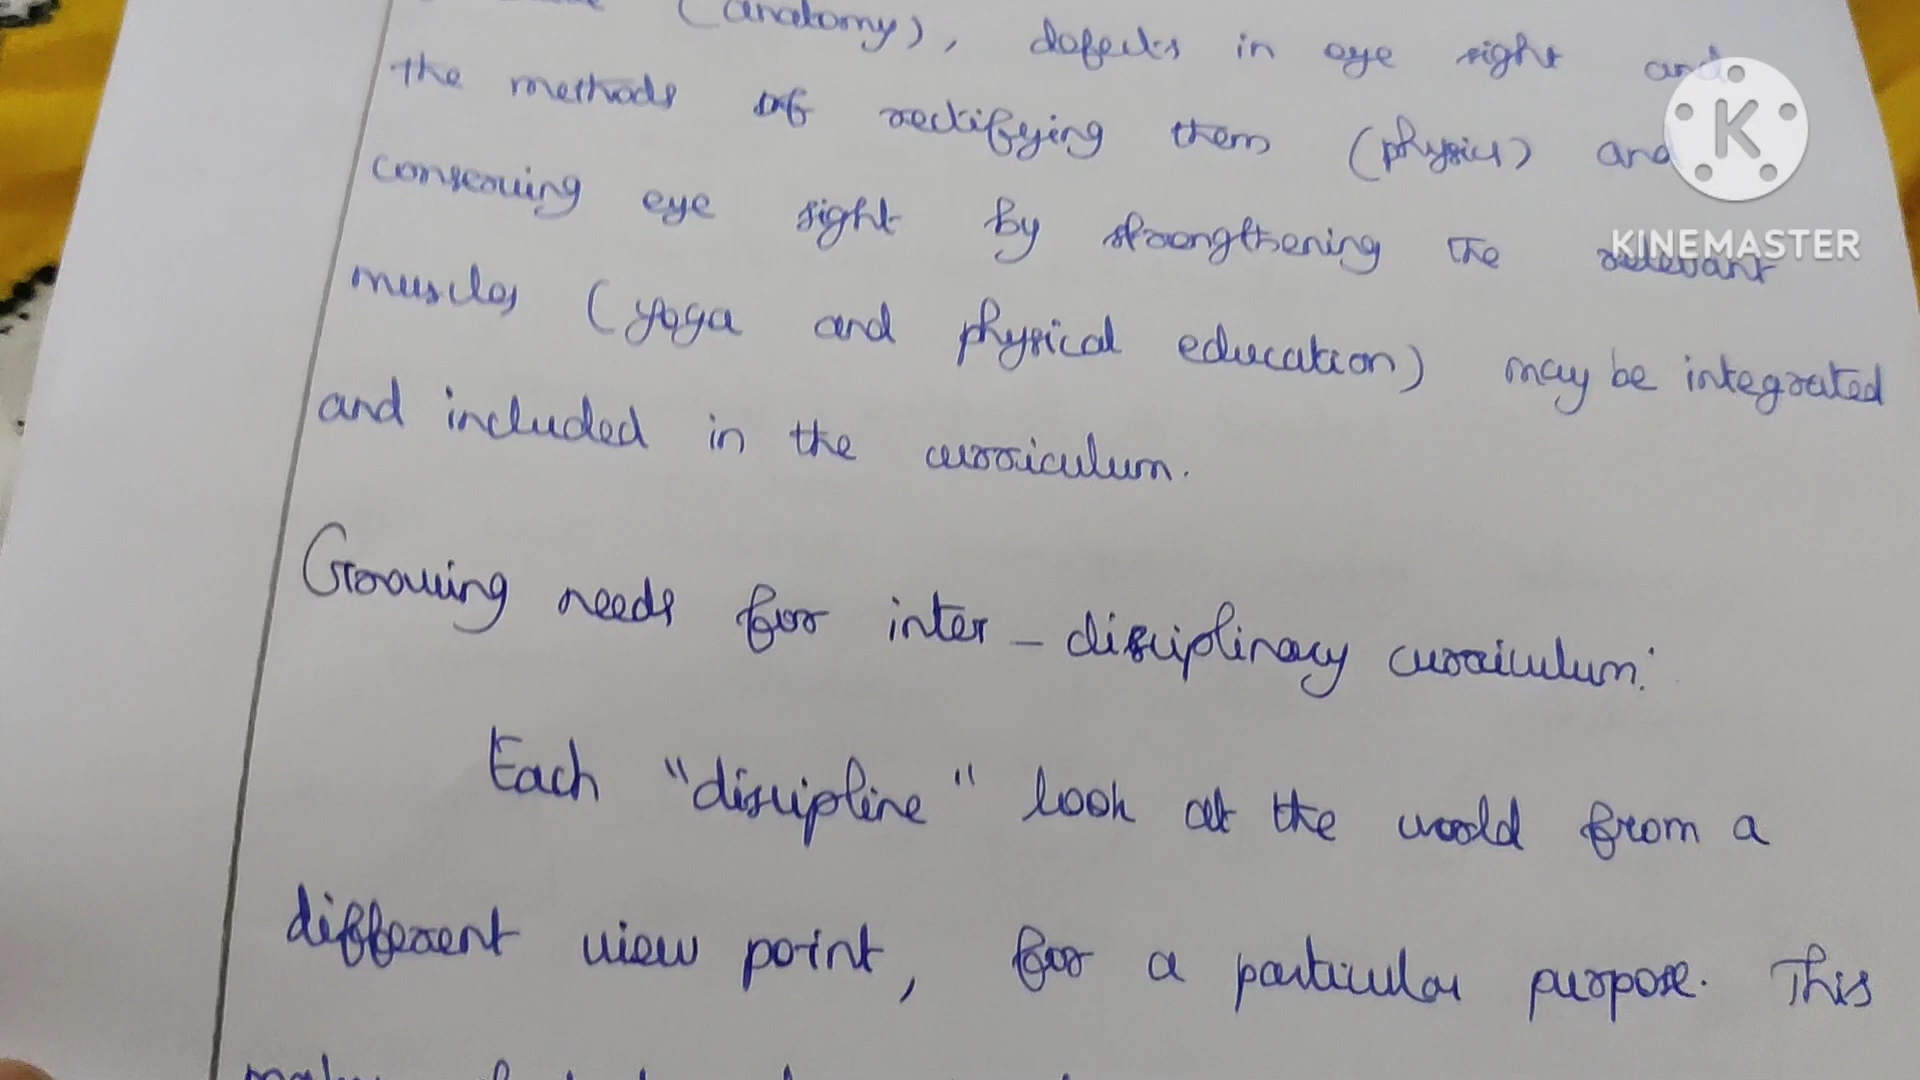 (anatomy), defects in eye sight and
the methods of rectifying them (physics) and
conserving eye sight by strengthening the relevant
muscles (yoga and physical education) may be integrated
and included in the curriculum.
Growing needs for inter - disciplinary curriculum:
Each "discipline" look at the world from a
different view point, for a particular purpose. This
K
KINEMASTER